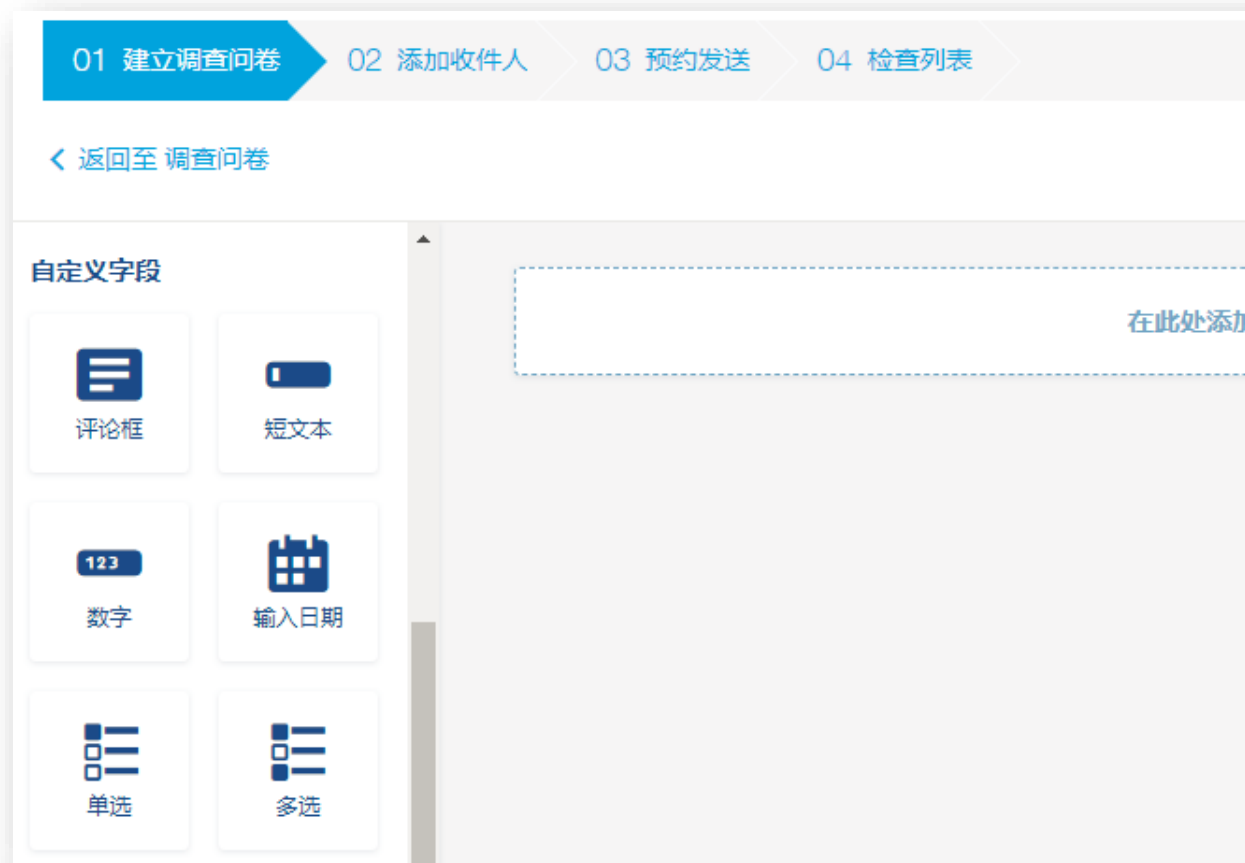 01 建立调查问卷 02 添加收件人 03 预约发送 04 检查列表
返回至 调查问卷
自定义字段
在此处添加
评论框 短文本
123
数字 输入日期
单选 多选